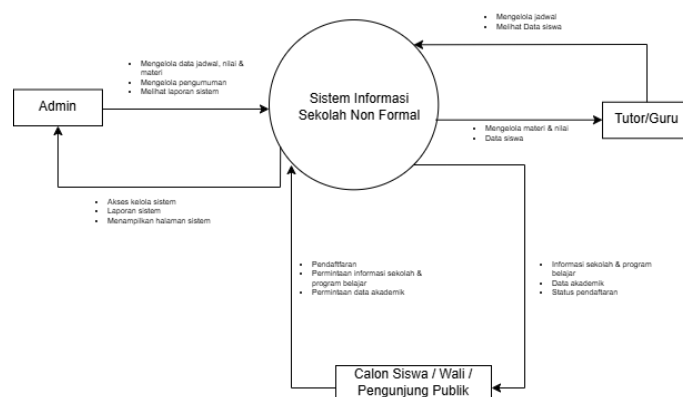 Mengelola jadwal
Melihat Data siswa
Mengelola data jadwal, nilai &
materi
Mengelola pengumuman
Melihat laporan sistem
Sistem Informasi
Sekolah Non Formal
Admin
Tutor/Guru
Mengelola materi & nilai
Data siswa
Akses kelola sistem
Laporan sistem
Menampilkan halaman sistem
Pendaftfaran
Permintaan informasi sekolah &
program belajar
Permintaan data akademik
Informasi sekolah & program
belajar
Data akademik
Status pendaftaran
Calon Siswa / Wali /
Pengunjung Publik